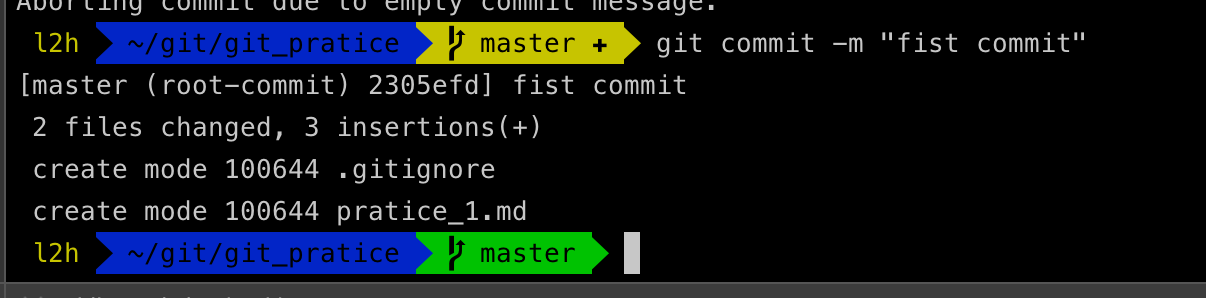 Aborting commit due to empty commit message.
l2h ~/git/git_pratice master + git commit -m "fist commit"
[master (root-commit) 2305efd] fist commit
2 files changed, 3 insertions(+)
create mode 100644 .gitignore
create mode 100644 pratice_1.md
l2h ~/git/git_pratice master